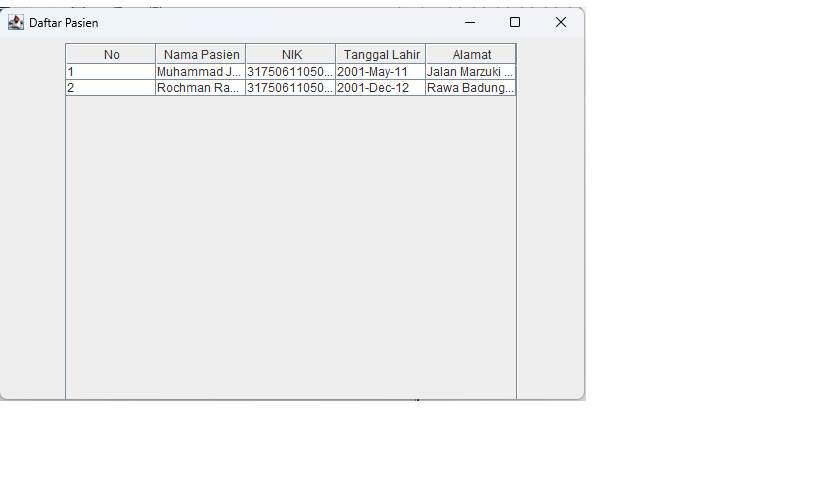 Daftar Pasien
No Nama Pasien NIK Tanggal Lahir Alamat
1 Muhammad J... 31750611050... 2001-May-11 Jalan Marzuki ...
2 Rochman Ra... 31750611050... 2001-Dec-12 Rawa Badung...